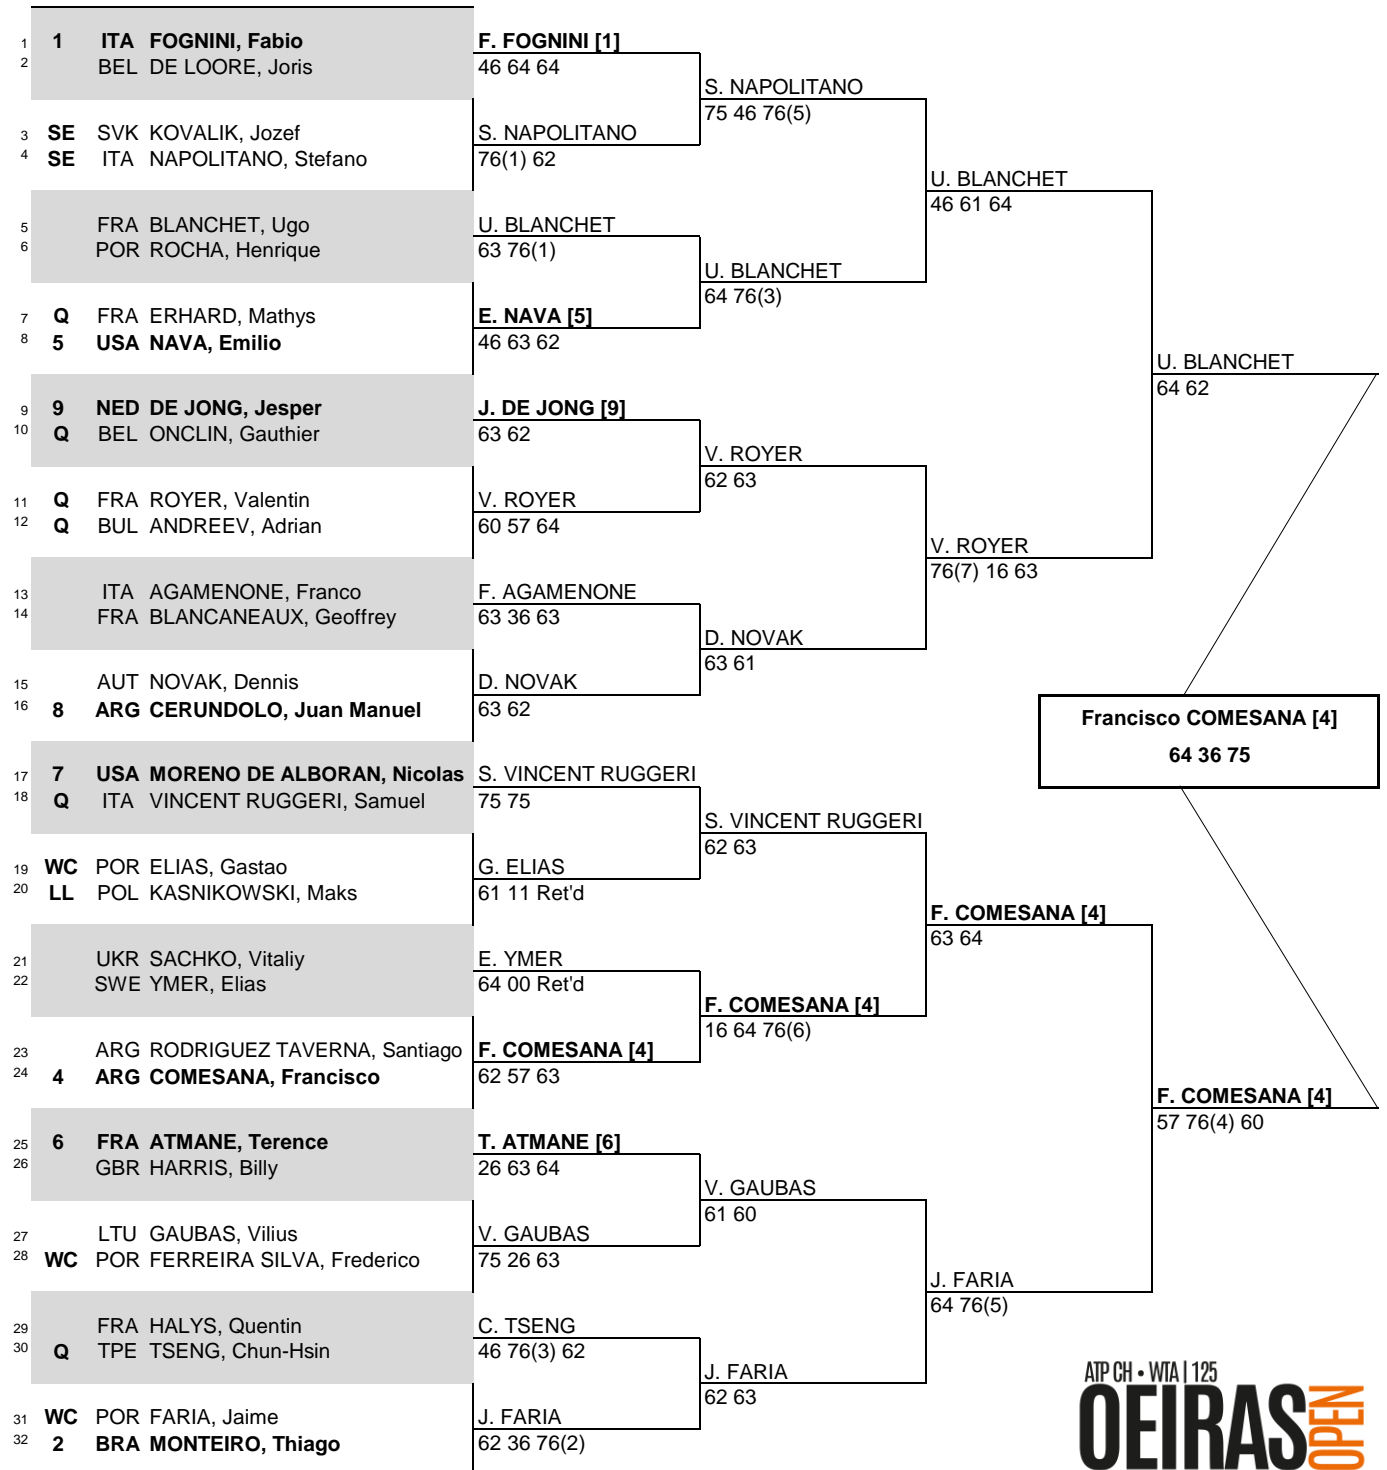 1 1 ITA FOGNINI, Fabio
2 BEL DE LOORE, Joris
3 SE SVK KOVALIK, Jozef
4 SE ITA NAPOLITANO, Stefano
5 FRA BLANCHET, Ugo
6 POR ROCHA, Henrique
7 Q FRA ERHARD, Mathys
8 5 USA NAVA, Emilio
9 9 NED DE JONG, Jesper
10 Q BEL ONCLIN, Gauthier
11 Q FRA ROYER, Valentin
12 Q BUL ANDREEV, Adrian
13 ITA AGAMENONE, Franco
14 FRA BLANCANEAUX, Geoffrey
15 AUT NOVAK, Dennis
16 8 ARG CERUNDOLO, Juan Manuel
17 7 USA MORENO DE ALBORAN, Nicolas
18 Q ITA VINCENT RUGGERI, Samuel
19 WC POR ELIAS, Gastao
20 LL POL KASNIKOWSKI, Maks
21 UKR SACHKO, Vitaliy
22 SWE YMER, Elias
23 ARG RODRIGUEZ TAVERNA, Santiago
24 4 ARG COMESANA, Francisco
25 6 FRA ATMANE, Terence
26 GBR HARRIS, Billy
27 LTU GAUBAS, Vilius
28 WC POR FERREIRA SILVA, Frederico
29 FRA HALYS, Quentin
30 Q TPE TSENG, Chun-Hsin
31 WC POR FARIA, Jaime
32 2 BRA MONTEIRO, Thiago
F. FOGNINI [1]
46 64 64
S. NAPOLITANO
76(1) 62
U. BLANCHET
63 76(1)
E. NAVA [5]
46 63 62
J. DE JONG [9]
63 62
V. ROYER
60 57 64
F. AGAMENONE
63 36 63
D. NOVAK
63 62
S. VINCENT RUGGERI
75 75
G. ELIAS
61 11 Ret'd
E. YMER
64 00 Ret'd
F. COMESANA [4]
62 57 63
T. ATMANE [6]
26 63 64
V. GAUBAS
75 26 63
C. TSENG
46 76(3) 62
J. FARIA
62 36 76(2)
S. NAPOLITANO
75 46 76(5)
U. BLANCHET
64 76(3)
V. ROYER
62 63
D. NOVAK
63 61
S. VINCENT RUGGERI
62 63
F. COMESANA [4]
16 64 76(6)
V. GAUBAS
61 60
J. FARIA
62 63
U. BLANCHET
46 61 64
V. ROYER
76(7) 16 63
F. COMESANA [4]
63 64
J. FARIA
64 76(5)
U. BLANCHET
64 62
F. COMESANA [4]
57 76(4) 60
Francisco COMESANA [4]
64 36 75
ATP CH • WTA | 125
OEIRAS
OPEN